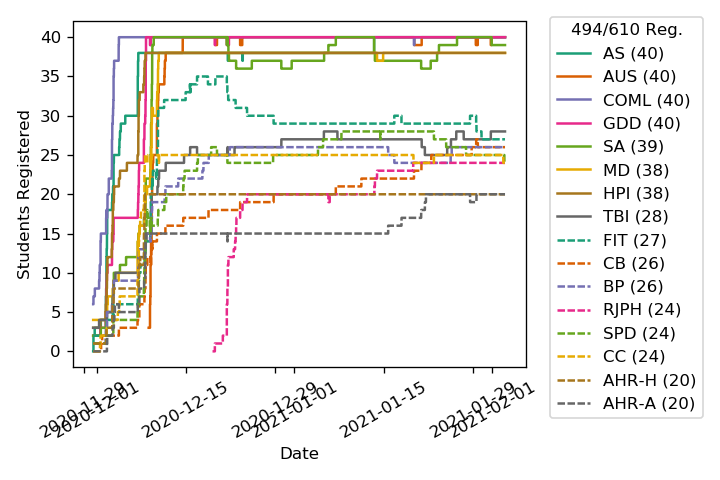 494/610 Reg.
AS (40)
AUS (40)
COML (40)
GDD (40)
SA (39)
MD (38)
HPI (38)
TBI (28)
FIT (27)
CB (26)
BP (26)
RJPH (24)
SPD (24)
CC (24)
AHR-H (20)
AHR-A (20)
Students Registered
40
35
30
25
20
15
10
5
0
2020-11-29
2020-12-01
2020-12-15
2020-12-29
2021-01-01
2021-01-15
2021-01-29
2021-02-01
Date